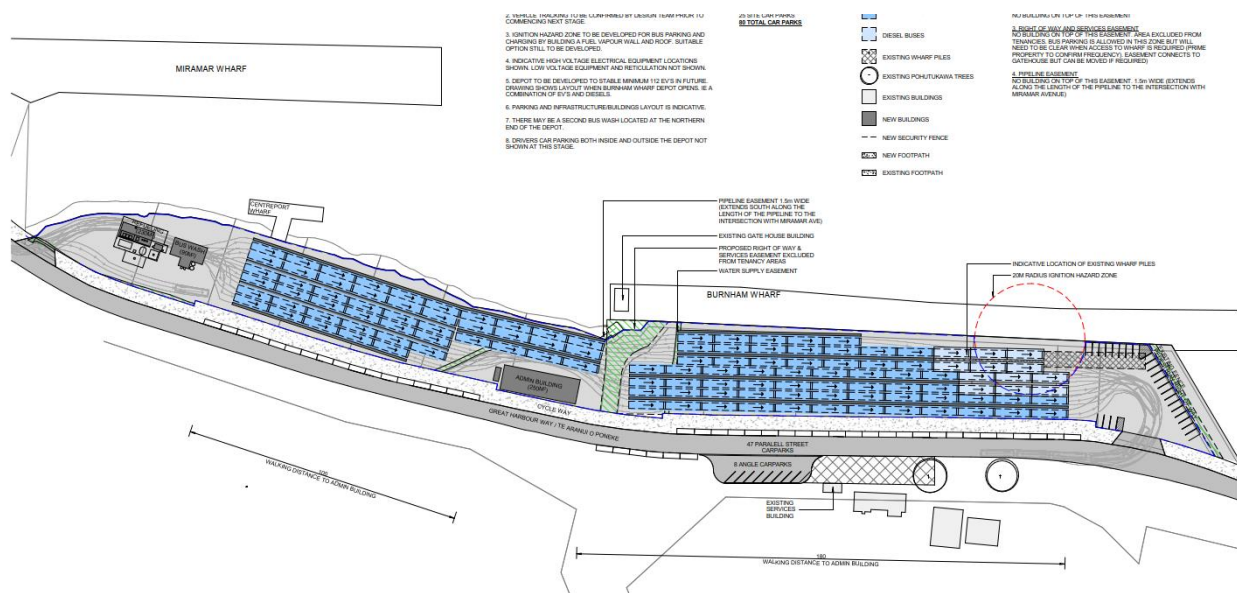 2. VEHICLE TRACKING TO BE CONFIRMED BY DESIGN TEAM PRIOR TO
COMMENCING NEXT STAGE.
3. IGNITION HAZARD ZONE TO BE DEVELOPED FOR BUS PARKING AND
CHARGING BY BUILDING A FUEL VAPOUR WALL AND ROOF. SUITABLE
OPTION STILL TO BE DEVELOPED.
4. INDICATIVE HIGH VOLTAGE ELECTRICAL EQUIPMENT LOCATIONS
SHOWN. LOW VOLTAGE EQUIPMENT AND RETICULATION NOT SHOWN.
5. DEPOT TO BE DEVELOPED TO STABLE MINIMUM 112 EV'S IN FUTURE.
DRAWING SHOWS LAYOUT WHEN BURNHAM WHARF DEPOT OPENS. IE A
COMBINATION OF EV'S AND DIESELS.
6. PARKING AND INFRASTRUCTURE/BUILDINGS LAYOUT IS INDICATIVE.
7. THERE MAY BE A SECOND BUS WASH LOCATED AT THE NORTHERN
END OF THE DEPOT.
8. DRIVERS CAR PARKING BOTH INSIDE AND OUTSIDE THE DEPOT NOT
SHOWN AT THIS STAGE.
25 SITE CAR PARKS
80 TOTAL CAR PARKS
DIESEL BUSES
EXISTING WHARF PILES
EXISTING POHUTUKAWA TREES
EXISTING BUILDINGS
NEW BUILDINGS
NEW SECURITY FENCE
NEW FOOTPATH
EXISTING FOOTPATH
NO BUILDING ON TOP OF THIS EASEMENT
3. RIGHT OF WAY AND SERVICES EASEMENT
NO BUILDING ON TOP OF THIS EASEMENT. AREA EXCLUDED FROM
TENANCIES. BUS PARKING IS ALLOWED IN THIS ZONE BUT WILL
NEED TO BE CLEAR WHEN ACCESS TO WHARF IS REQUIRED (PRIME
PROPERTY TO CONFIRM FREQUENCY). EASEMENT CONNECTS TO
GATEHOUSE BUT CAN BE MOVED IF REQUIRED)
4. PIPELINE EASEMENT
NO BUILDING ON TOP OF THIS EASEMENT. 1.5m WIDE (EXTENDS
ALONG THE LENGTH OF THE PIPELINE TO THE INTERSECTION WITH
MIRAMAR AVENUE)
MIRAMAR WHARF
CENTREPORT
WHARF
BUS WASH
PIPELINE EASEMENT 1.5m WIDE
(EXTENDS SOUTH ALONG THE
LENGTH OF THE PIPELINE TO THE
INTERSECTION WITH MIRAMAR AVE)
EXISTING GATE HOUSE BUILDING
PROPOSED RIGHT OF WAY &
SERVICES EASEMENT EXCLUDED
FROM TENANCY AREAS
WATER SUPPLY EASEMENT
INDICATIVE LOCATION OF EXISTING WHARF PILES
20M RADIUS IGNITION HAZARD ZONE
BURNHAM WHARF
ADMIN BUILDING
CYCLE WAY
GREAT HARBOUR WAY / TE ARANUI O PONEKE
47 PARALELL STREET
CARPARKS
8 ANGLE CARPARKS
EXISTING
SERVICES
BUILDING
WALKING DISTANCE TO ADMIN BUILDING
160
WALKING DISTANCE TO ADMIN BUILDING